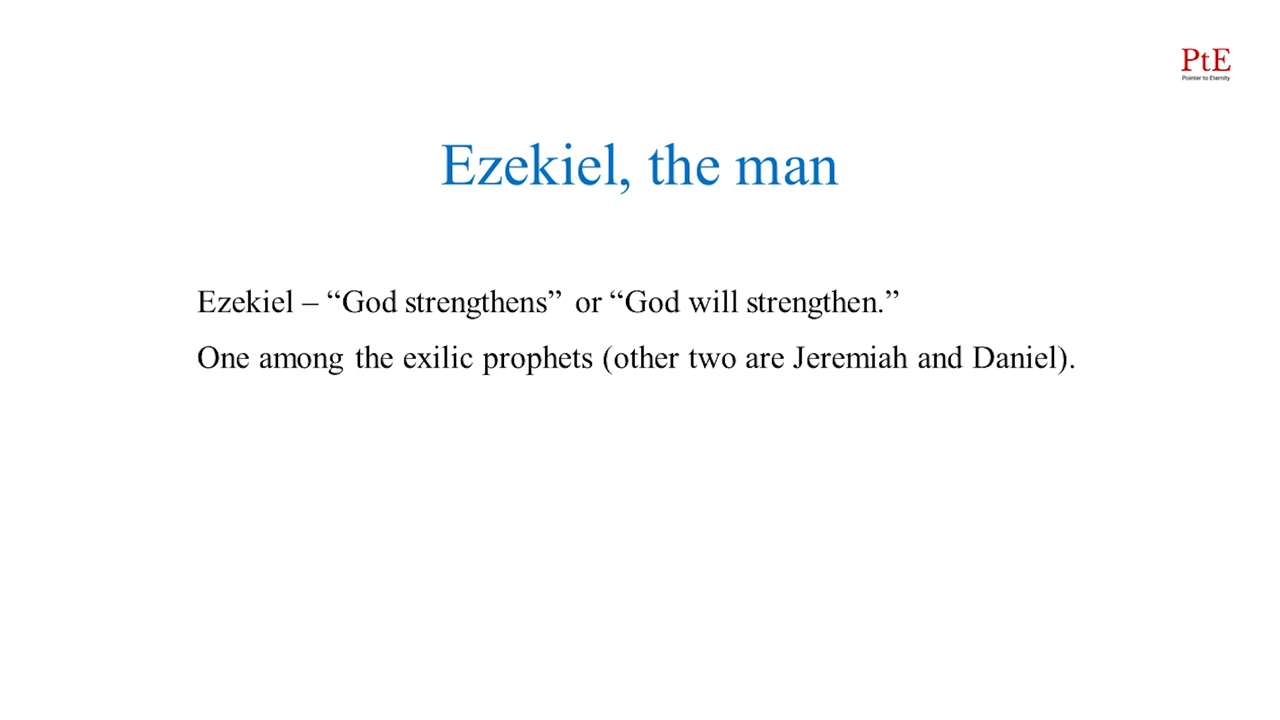 PtE
Pointer to Eternity
Ezekiel, the man
Ezekiel – “God strengthens” or “God will strengthen.”
One among the exilic prophets (other two are Jeremiah and Daniel).